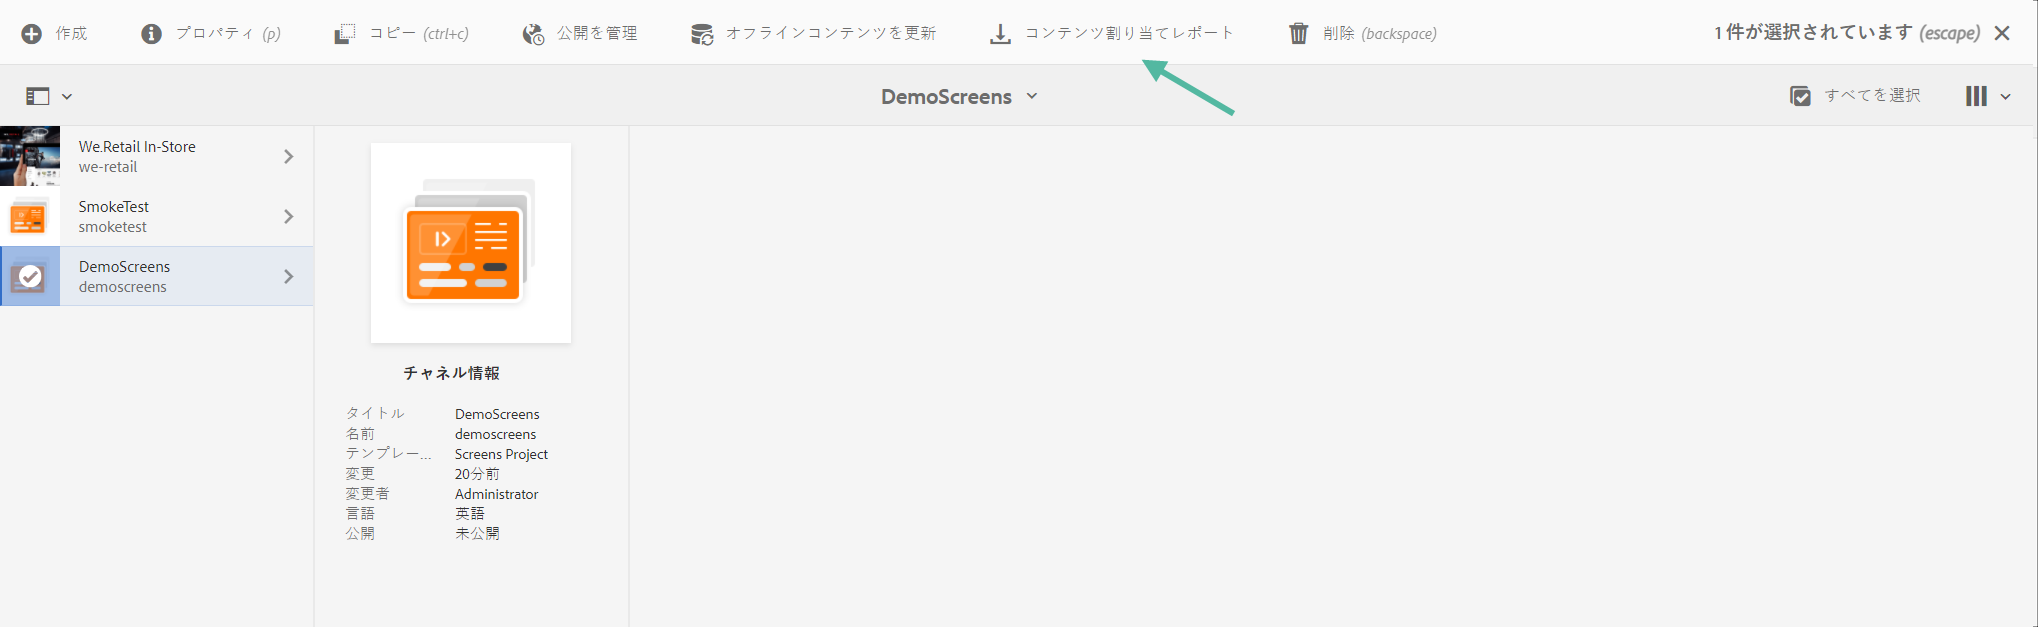 作成 プロパティ (p) コピー (ctrl+c) 公開を管理 オフラインコンテンツを更新 コンテンツ割り当てレポート 削除 (backspace) 1件が選択されています (escape)
DemoScreens すべてを選択
We.Retail In-Store
we-retail
SmokeTest
smoketest
DemoScreens
demoscreens
チャネル情報
タイトル DemoScreens
名前 demoscreens
テンプレー... Screens Project
変更 20分前
変更者 Administrator
言語 英語
公開 未公開